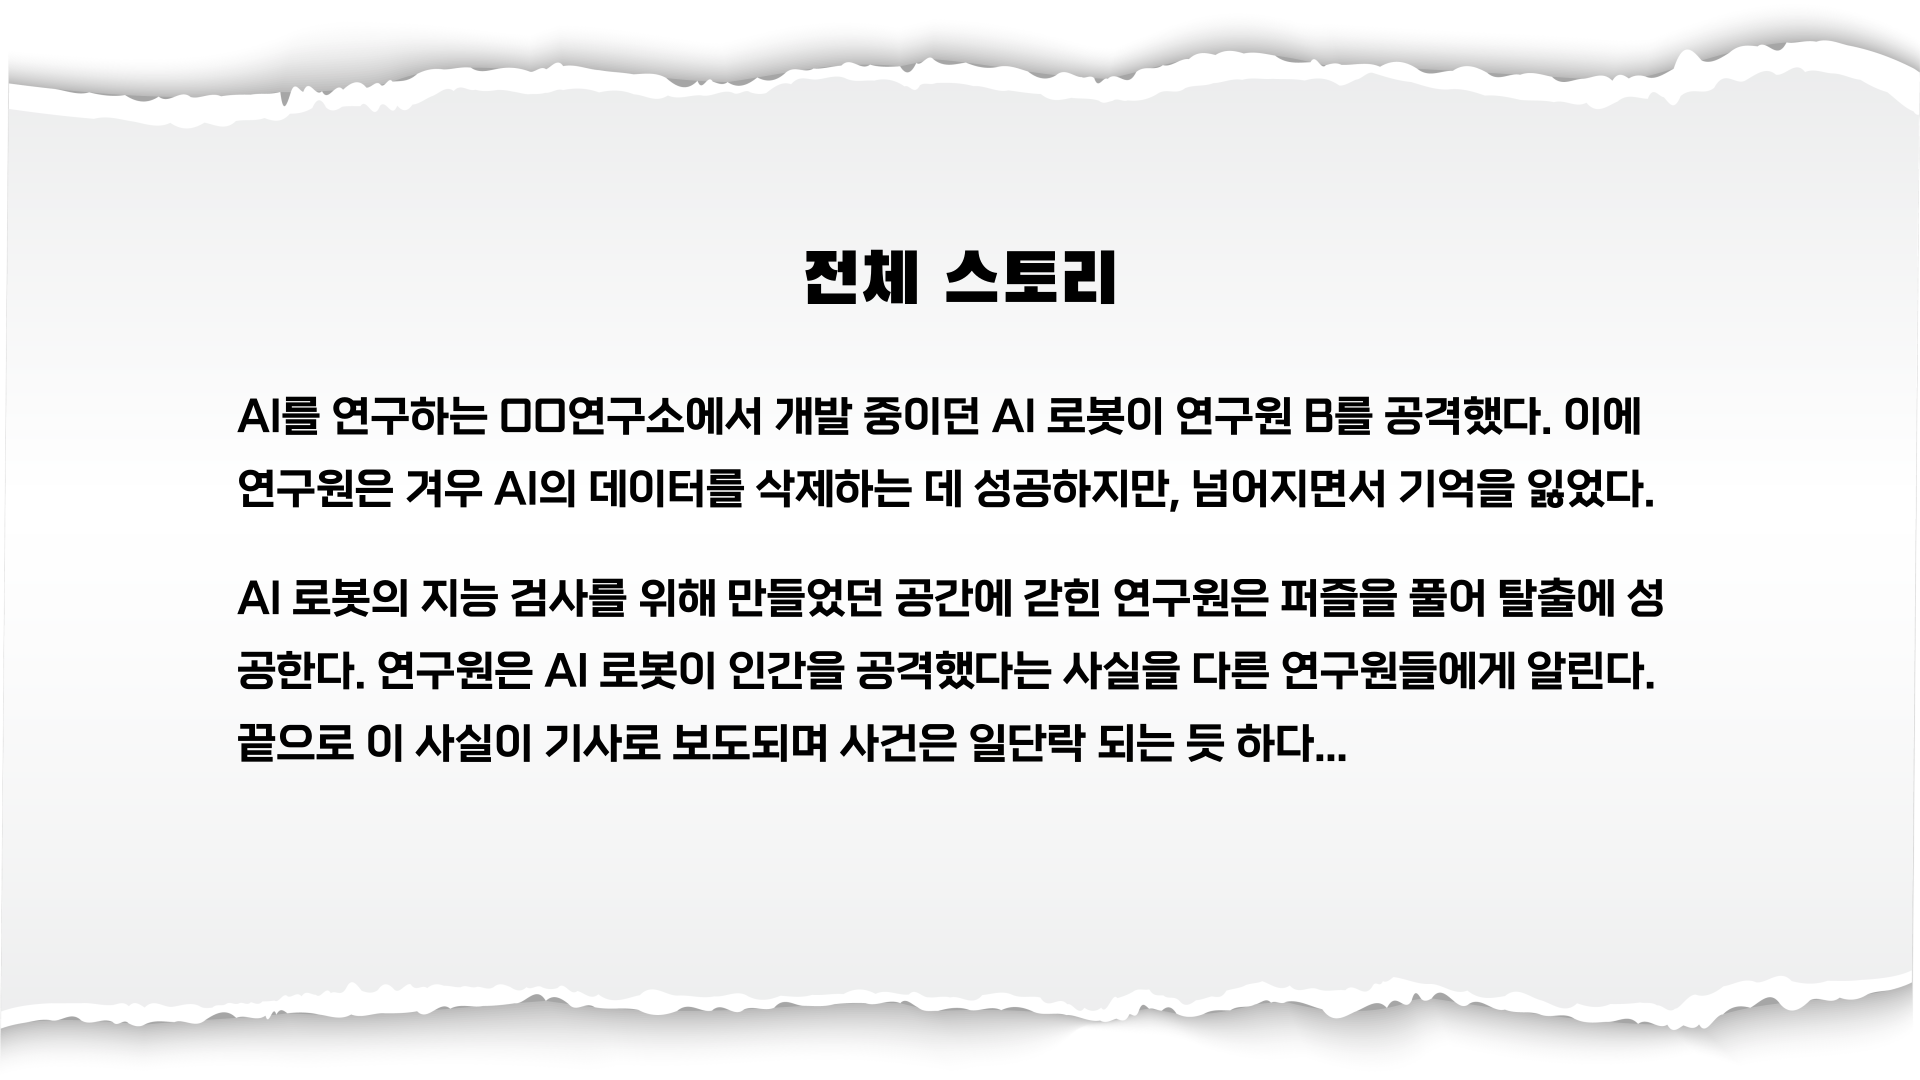 전체 스토리
AI를 연구하는 ㅁㅁ연구소에서 개발 중이던 AI 로봇이 연구원 B를 공격했다. 이에
연구원은 겨우 AI의 데이터를 삭제하는 데 성공하지만, 넘어지면서 기억을 잃었다.
AI 로봇의 지능 검사를 위해 만들었던 공간에 갇힌 연구원은 퍼즐을 풀어 탈출에 성
공한다. 연구원은 AI 로봇이 인간을 공격했다는 사실을 다른 연구원들에게 알린다.
끝으로 이 사실이 기사로 보도되며 사건은 일단락 되는 듯 하다...